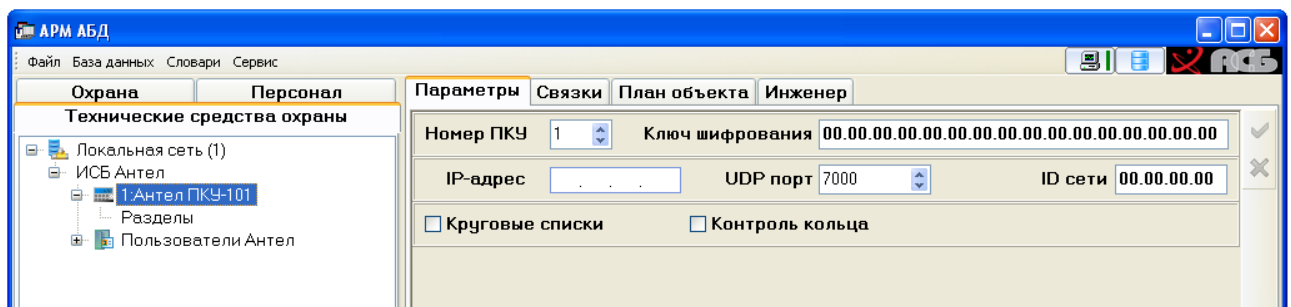 АРМ АБД
Файл База данных Словари Сервис
АСБ
Охрана Персонал
Технические средства охраны
Локальная сеть (1)
ИСБ Антел
1:Антел ПКУ-101
Разделы
Пользователи Антел
Параметры Связки План объекта Инженер
Номер ПКУ 1 Ключ шифрования 00.00.00.00.00.00.00.00.00.00.00.00.00.00.00.00
IP-адрес . . . UDP порт 7000 ID сети 00.00.00.00
Круговые списки Контроль кольца